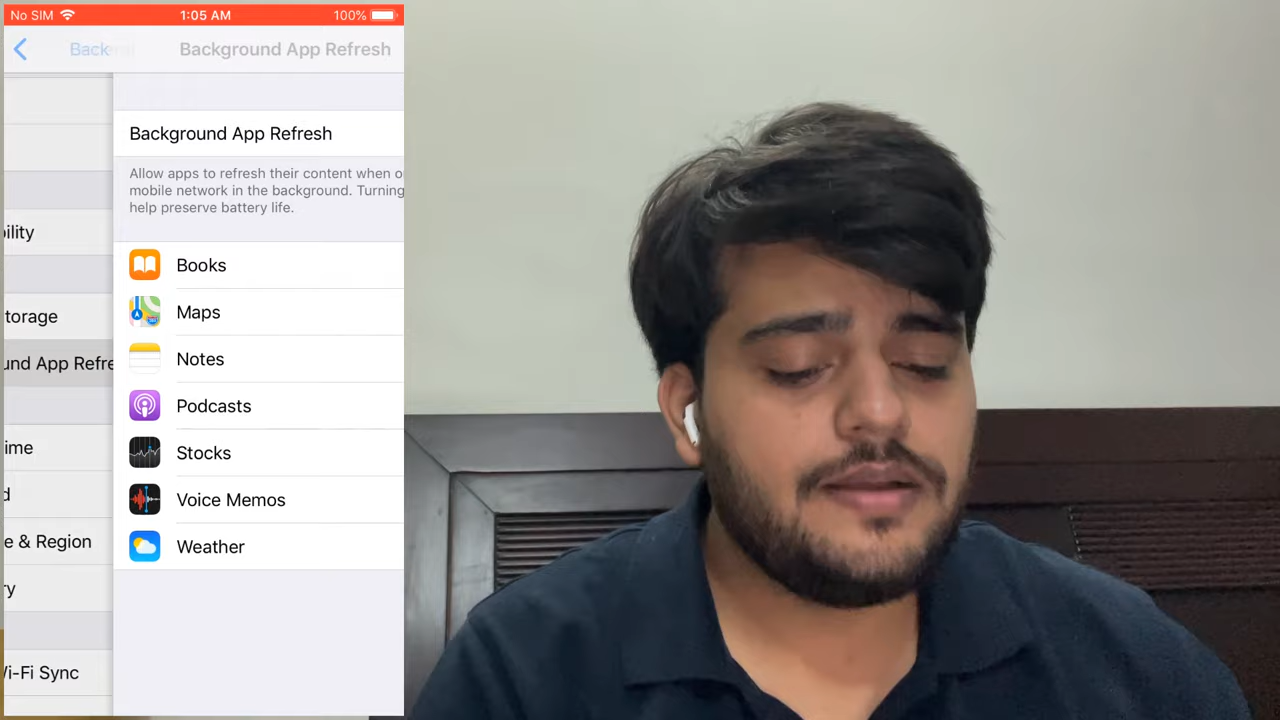 No SIM 1:05 AM 100%
Back Background App Refresh
Background App Refresh
Allow apps to refresh their content when o
mobile network in the background. Turning
help preserve battery life.
ility
Books
Maps
torage
Notes
und App Refre
Podcasts
ime
Stocks
d
Voice Memos
e & Region
Weather
ry
Wi-Fi Sync